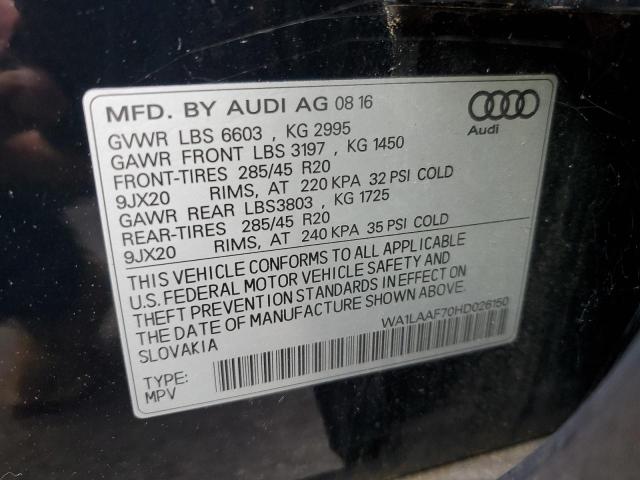 MFD. BY AUDI AG 08 16
Audi
GVWR LBS 6603 , KG 2995
GAWR FRONT LBS 3197 , KG 1450
FRONT-TIRES 285/45 R20
9JX20 RIMS, AT 220 KPA 32 PSI COLD
GAWR REAR LBS3803 , KG 1725
REAR-TIRES 285/45 R20
9JX20 RIMS, AT 240 KPA 35 PSI COLD
THIS VEHICLE CONFORMS TO ALL APPLICABLE
U.S. FEDERAL MOTOR VEHICLE SAFETY AND
THEFT PREVENTION STANDARDS IN EFFECT ON
THE DATE OF MANUFACTURE SHOWN ABOVE.
SLOVAKIA
WA1LAAF70HD026150
TYPE:
MPV